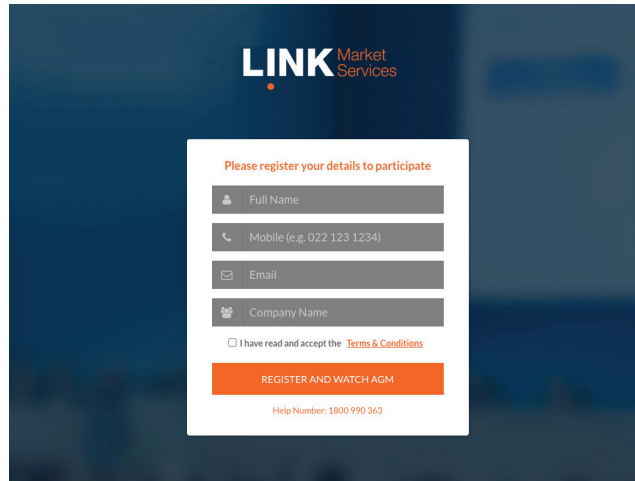 LINK Market
Services
Please register your details to participate
Full Name
Mobile (e.g. 022 123 1234)
Email
Company Name
I have read and accept the Terms & Conditions
REGISTER AND WATCH AGM
Help Number: 1800 990 363